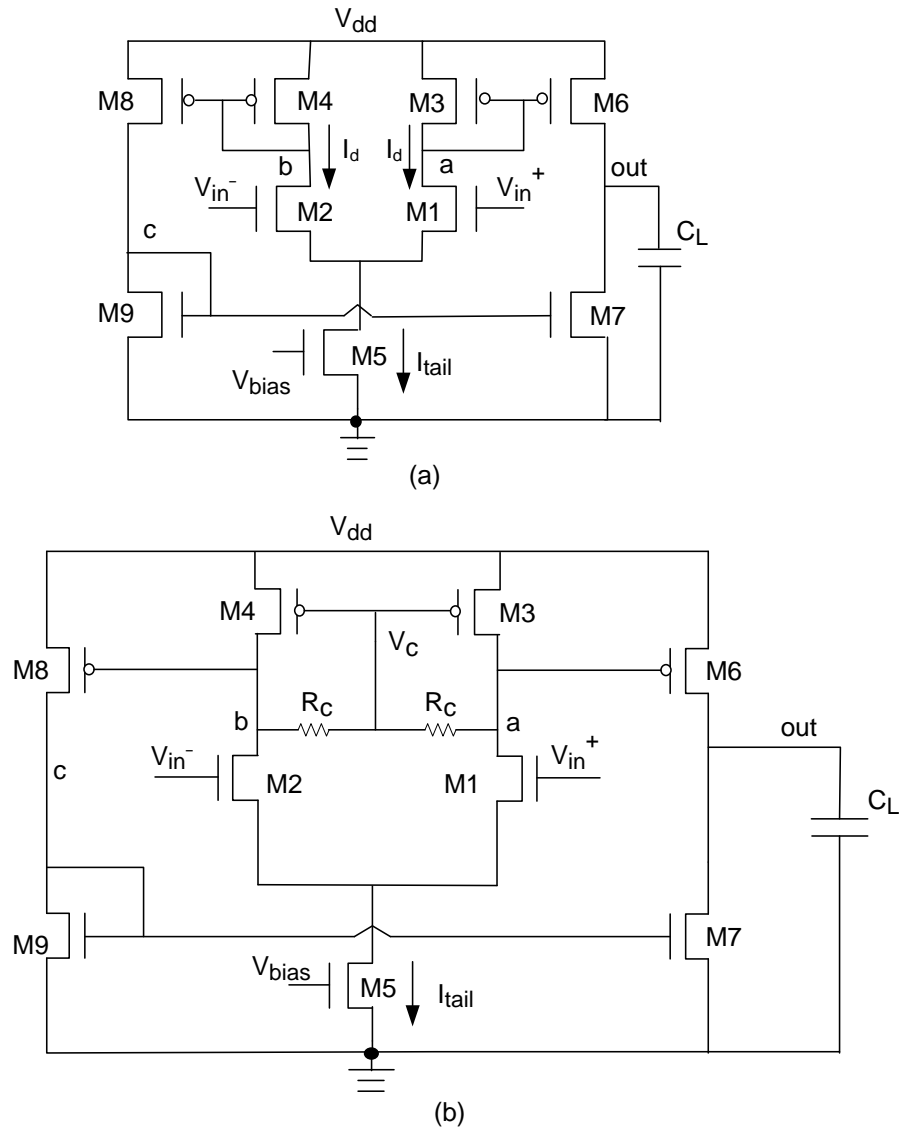 Vdd
M8 M4 M3 M6
Id Id
b a out
Vin- M2 M1 Vin+
c CL
M9 M7
M5
Vbias Itail
(a)
Vdd
M4 M3
M8 Vc M6
Rc Rc
b a out
Vin- Vin+
c M2 M1
CL
M9 M7
Vbias M5 Itail
(b)